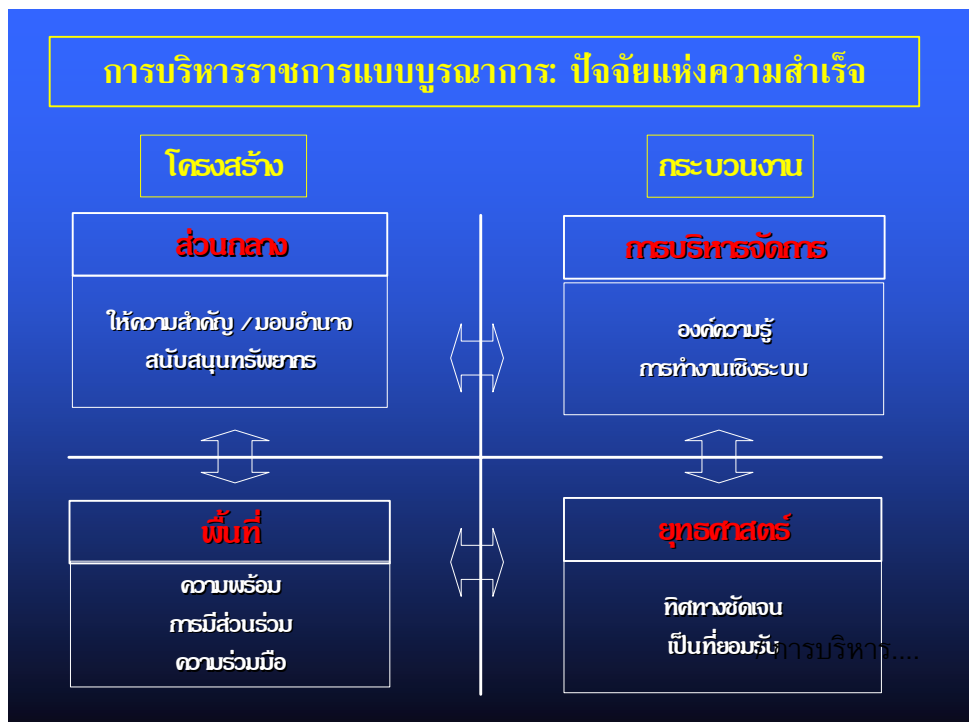 การบริหารราชการแบบบูรณาการ: ปัจจัยแห่งความสำเร็จ
โครงสร้าง
กระบวนงาน
ส่วนกลาง
ให้ความสำคัญ /มอบอำนาจ
สนับสนุนทรัพยากร
การบริหารจัดการ
องค์ความรู้
การทำงานเชิงระบบ
พื้นที่
ความพร้อม
การมีส่วนร่วม
ความร่วมมือ
ยุทธศาสตร์
ทิศทางชัดเจน
เป็นที่ยอมรับ
การบริหาร....